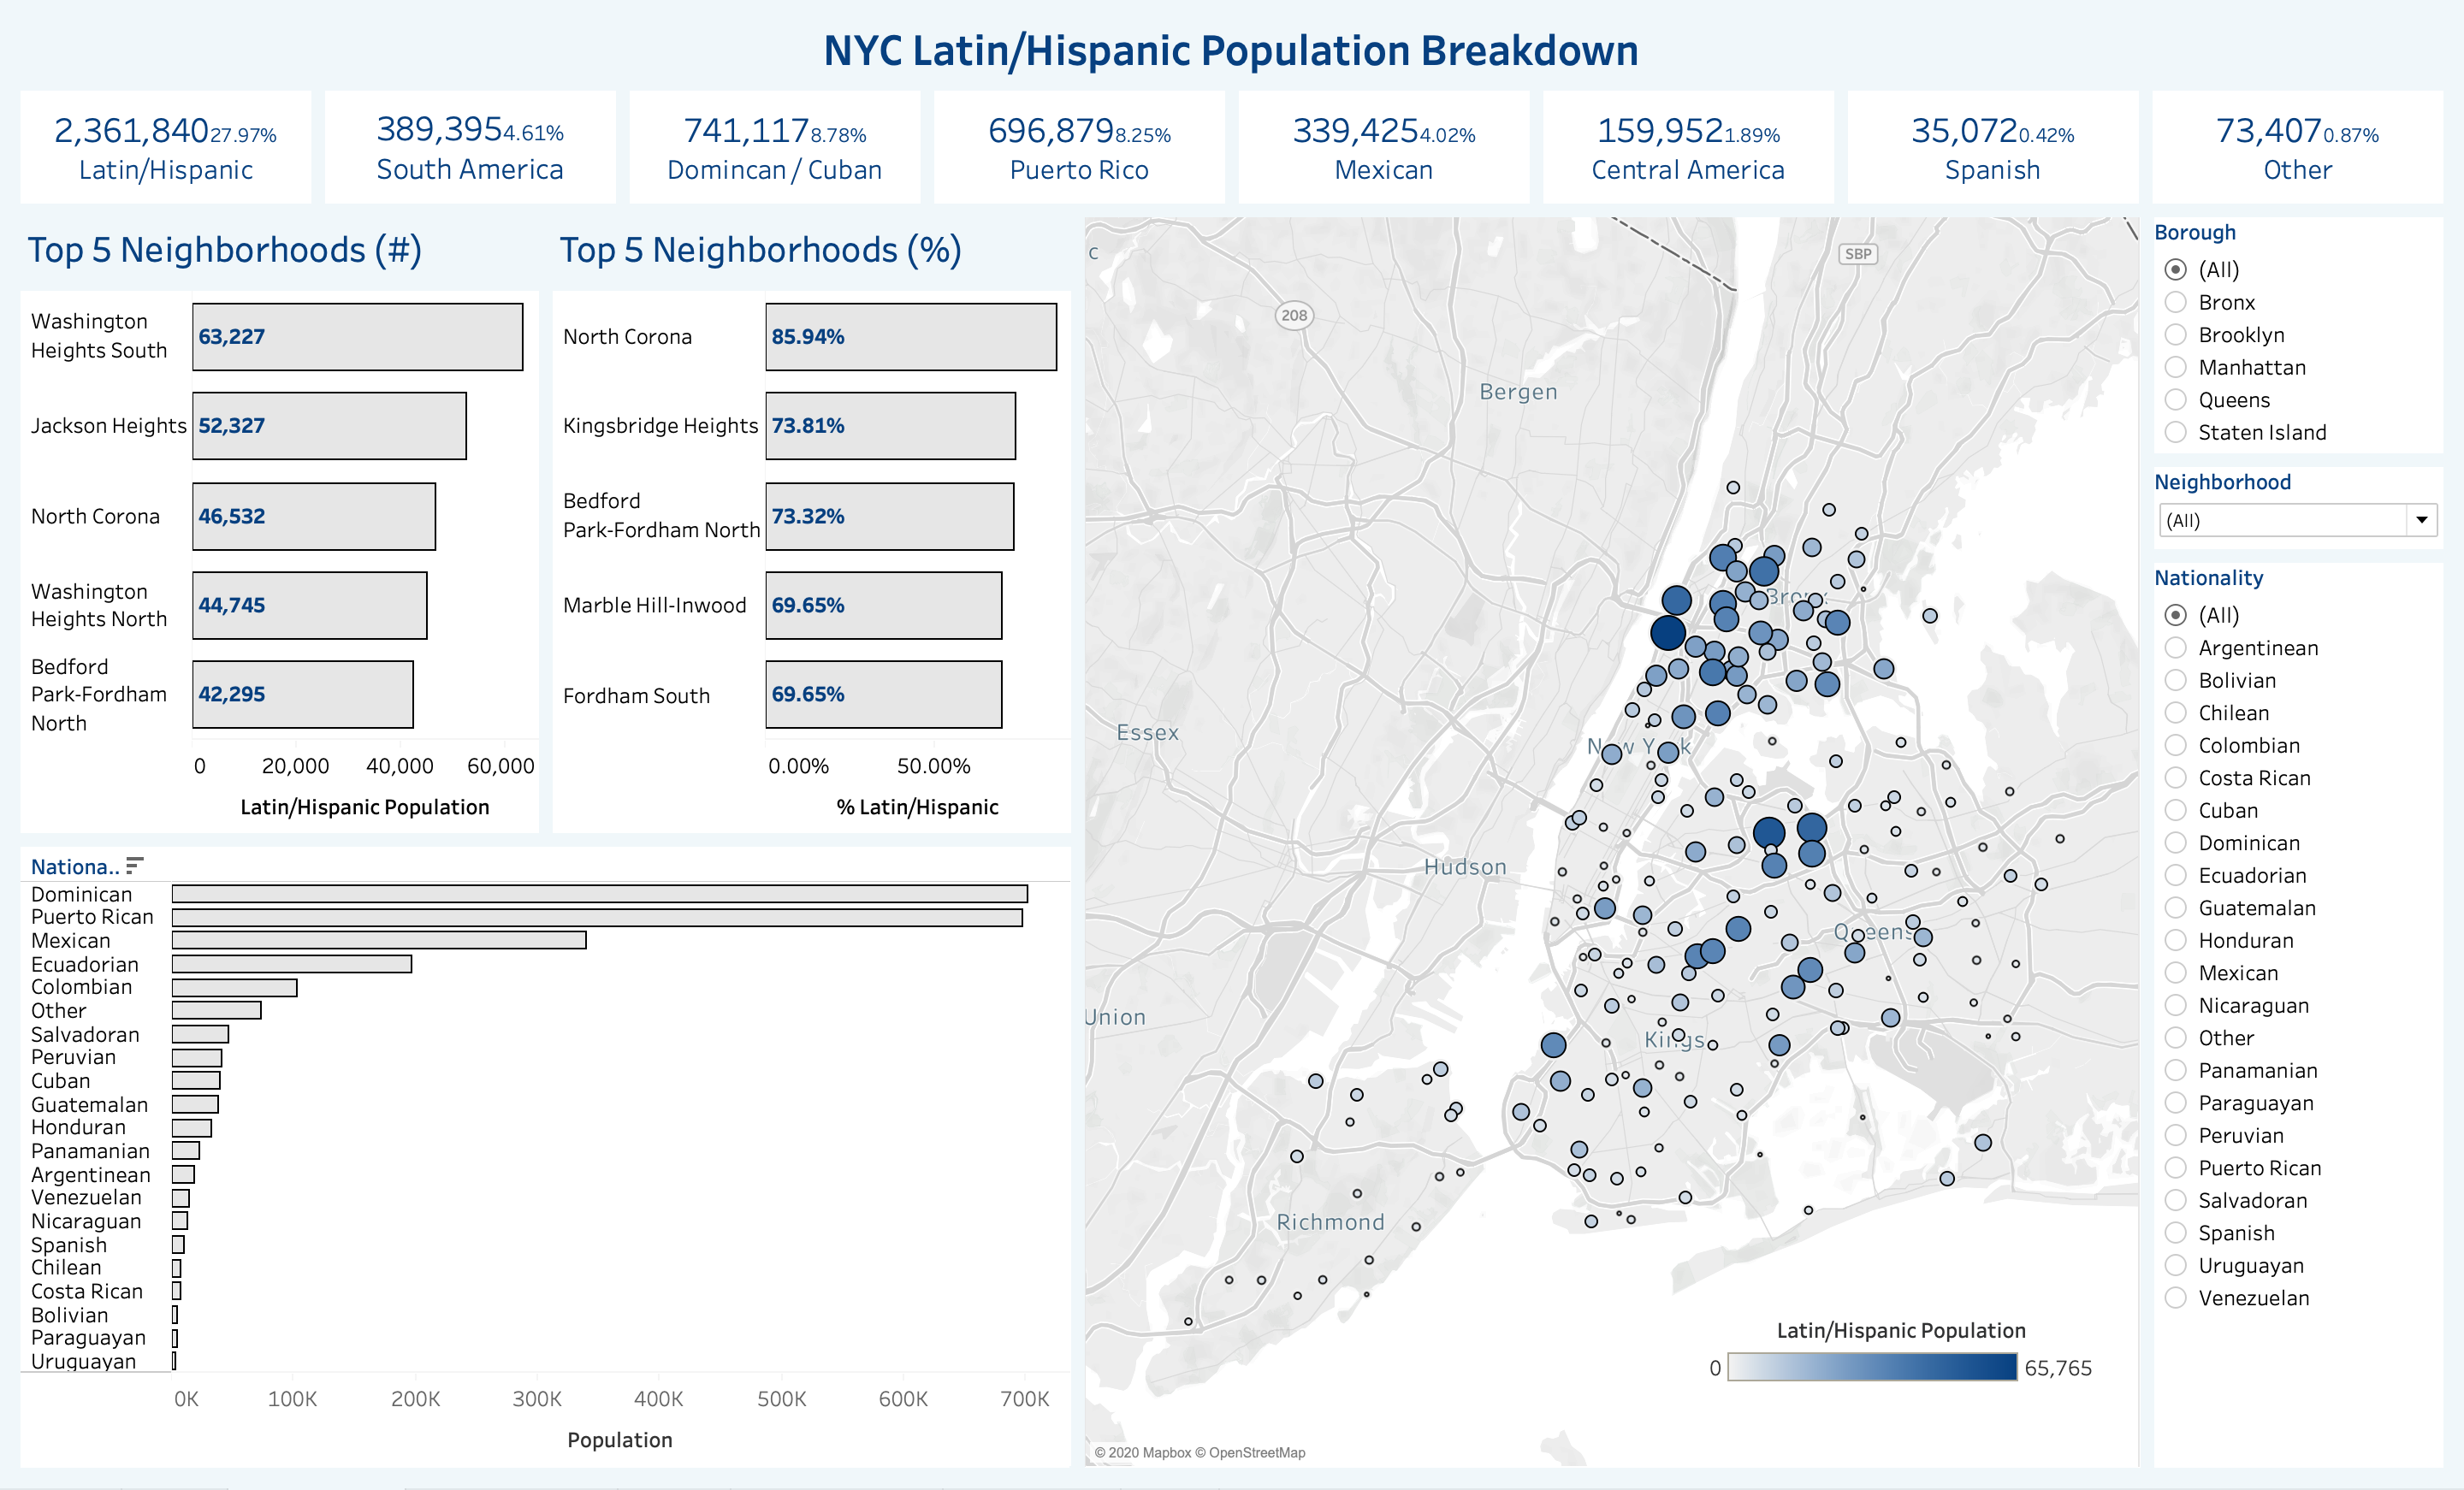 NYC Latin/Hispanic Population Breakdown
2,361,840 27.97%
Latin/Hispanic
389,395 4.61%
South America
741,117 8.78%
Domincan / Cuban
696,879 8.25%
Puerto Rico
339,425 4.02%
Mexican
159,952 1.89%
Central America
35,072 0.42%
Spanish
73,407 0.87%
Other
Top 5 Neighborhoods (#)
Washington
Heights South
63,227
Jackson Heights
52,327
North Corona
46,532
Washington
Heights North
44,745
Bedford
Park-Fordham
North
42,295
0 20,000 40,000 60,000
Latin/Hispanic Population
Top 5 Neighborhoods (%)
North Corona
85.94%
Kingsbridge Heights
73.81%
Bedford
Park-Fordham North
73.32%
Marble Hill-Inwood
69.65%
Fordham South
69.65%
0.00% 50.00%
% Latin/Hispanic
Nationa..
Dominican
Puerto Rican
Mexican
Ecuadorian
Colombian
Other
Salvadoran
Peruvian
Cuban
Guatemalan
Honduran
Panamanian
Argentinean
Venezuelan
Nicaraguan
Spanish
Chilean
Costa Rican
Bolivian
Paraguayan
Uruguayan
0K 100K 200K 300K 400K 500K 600K 700K
Population
c
SBP
208
Bergen
Bronx
Essex
New York
Hudson
Queens
Union
Kings
Richmond
Latin/Hispanic Population
0 65,765
© 2020 Mapbox © OpenStreetMap
Borough
(All)
Bronx
Brooklyn
Manhattan
Queens
Staten Island
Neighborhood
(All)
Nationality
(All)
Argentinean
Bolivian
Chilean
Colombian
Costa Rican
Cuban
Dominican
Ecuadorian
Guatemalan
Honduran
Mexican
Nicaraguan
Other
Panamanian
Paraguayan
Peruvian
Puerto Rican
Salvadoran
Spanish
Uruguayan
Venezuelan